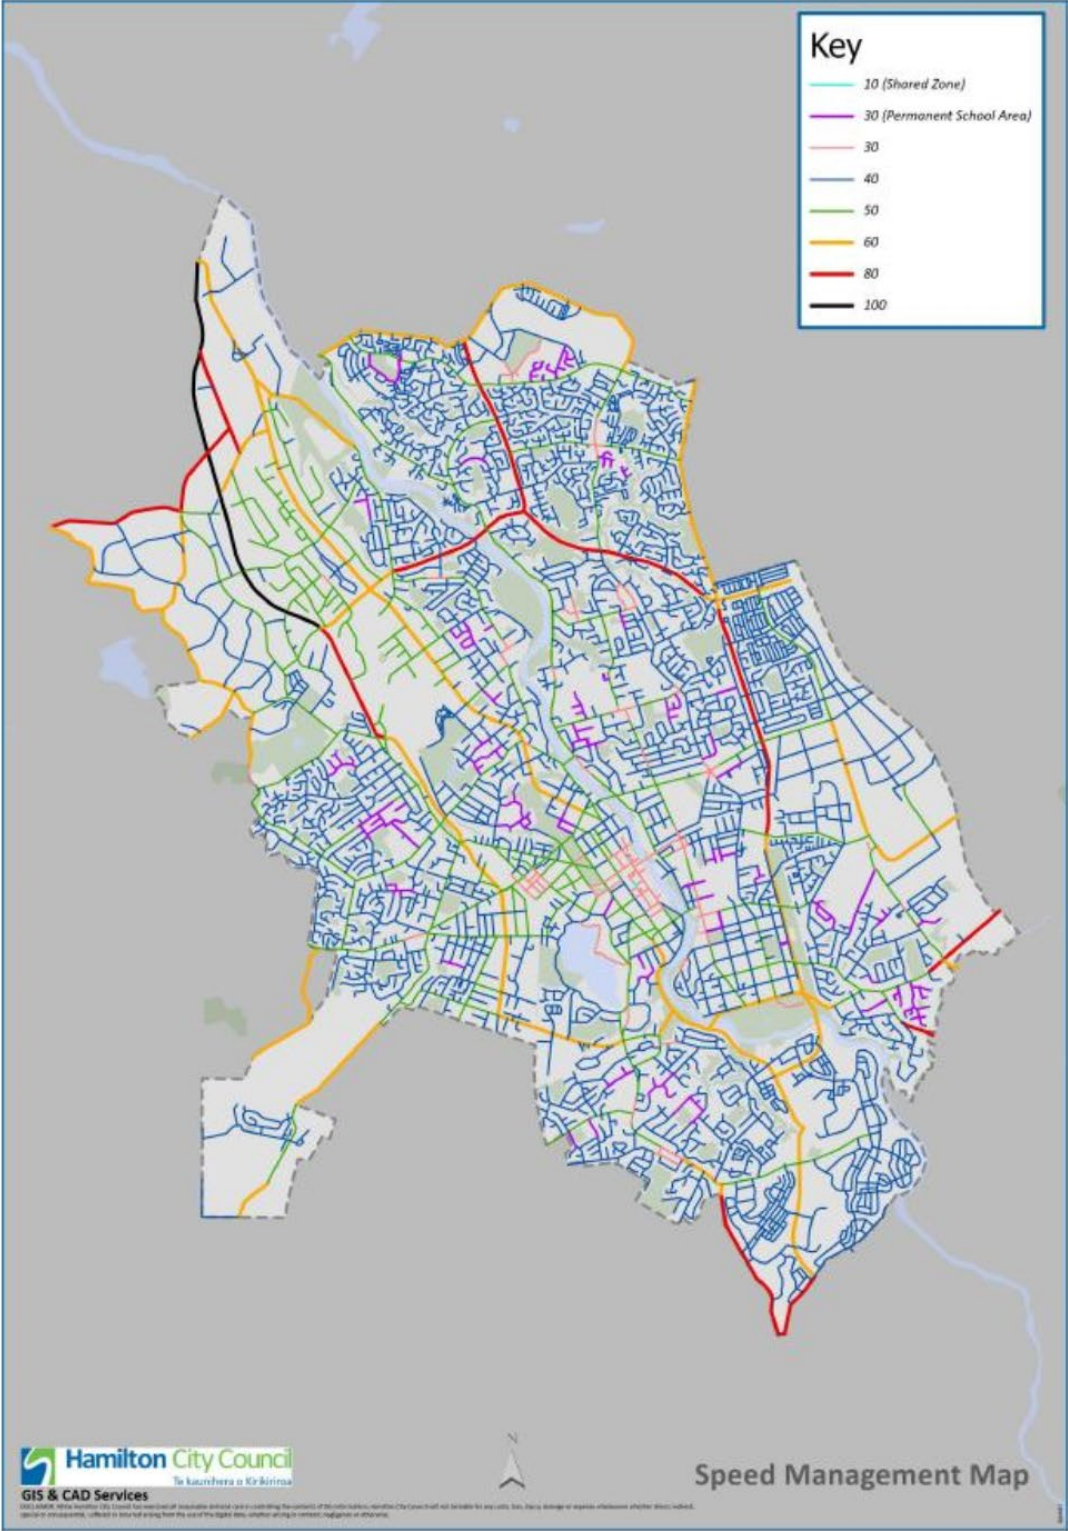 Key
10 (Shared Zone)
30 (Permanent School Area)
30
40
50
60
80
100
N
Hamilton City Council
Te kaunihera o Kirikiriroa
GIS & CAD Services
Speed Management Map